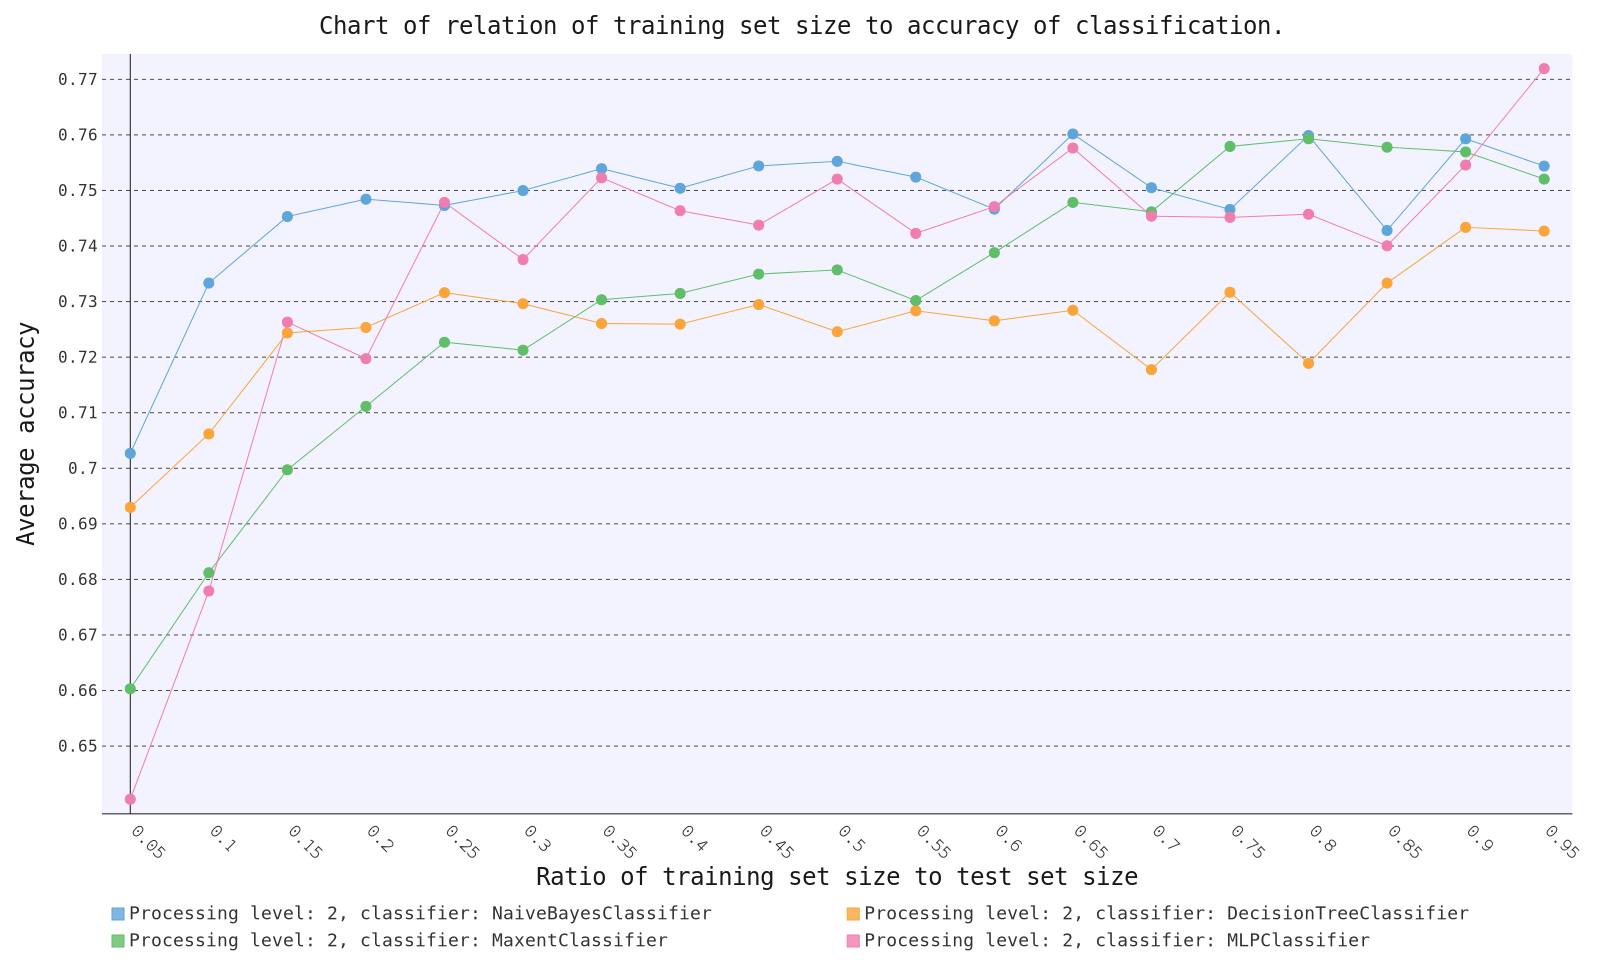 Chart of relation of training set size to accuracy of classification.
0.77
0.76
0.75
0.74
0.73
0.72
0.71
0.7
0.69
0.68
0.67
0.66
0.65
Average accuracy
0.05 0.1 0.15 0.2 0.25 0.3 0.35 0.4 0.45 0.5 0.55 0.6 0.65 0.7 0.75 0.8 0.85 0.9 0.95
Ratio of training set size to test set size
Processing level: 2, classifier: NaiveBayesClassifier
Processing level: 2, classifier: DecisionTreeClassifier
Processing level: 2, classifier: MaxentClassifier
Processing level: 2, classifier: MLPClassifier